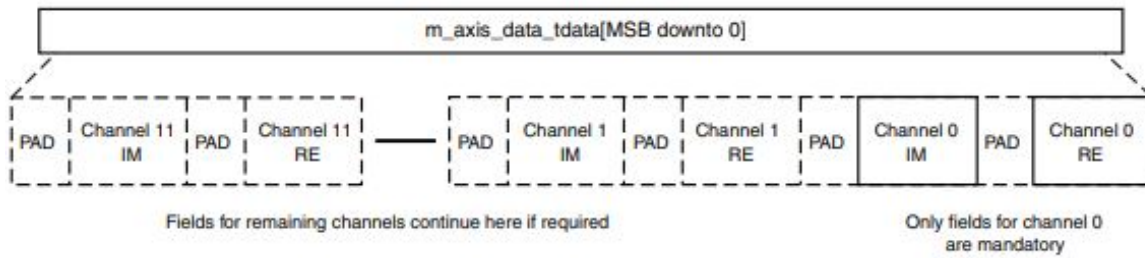 m_axis_data_tdata[MSB downto 0]
PAD Channel 11 IM PAD Channel 11 RE PAD Channel 1 IM PAD Channel 1 RE PAD Channel 0 IM PAD Channel 0 RE
Fields for remaining channels continue here if required
Only fields for channel 0
are mandatory